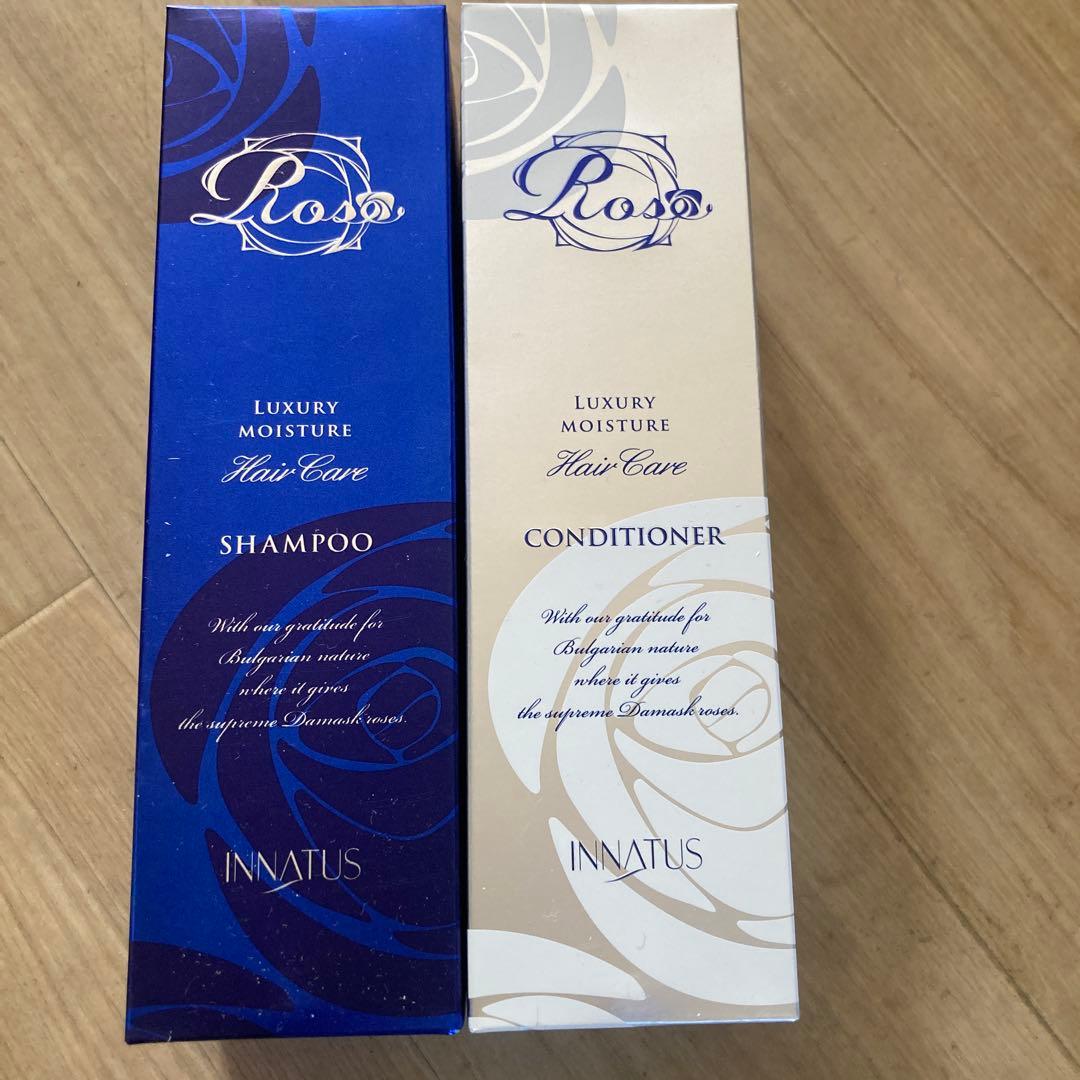 Rose
LUXURY
MOISTURE
Hair Care
SHAMPOO
With our gratitude for
Bulgarian nature
where it gives
the supreme Damask roses.
INNATUS
Rose
LUXURY
MOISTURE
Hair Care
CONDITIONER
With our gratitude for
Bulgarian nature
where it gives
the supreme Damask roses.
INNATUS